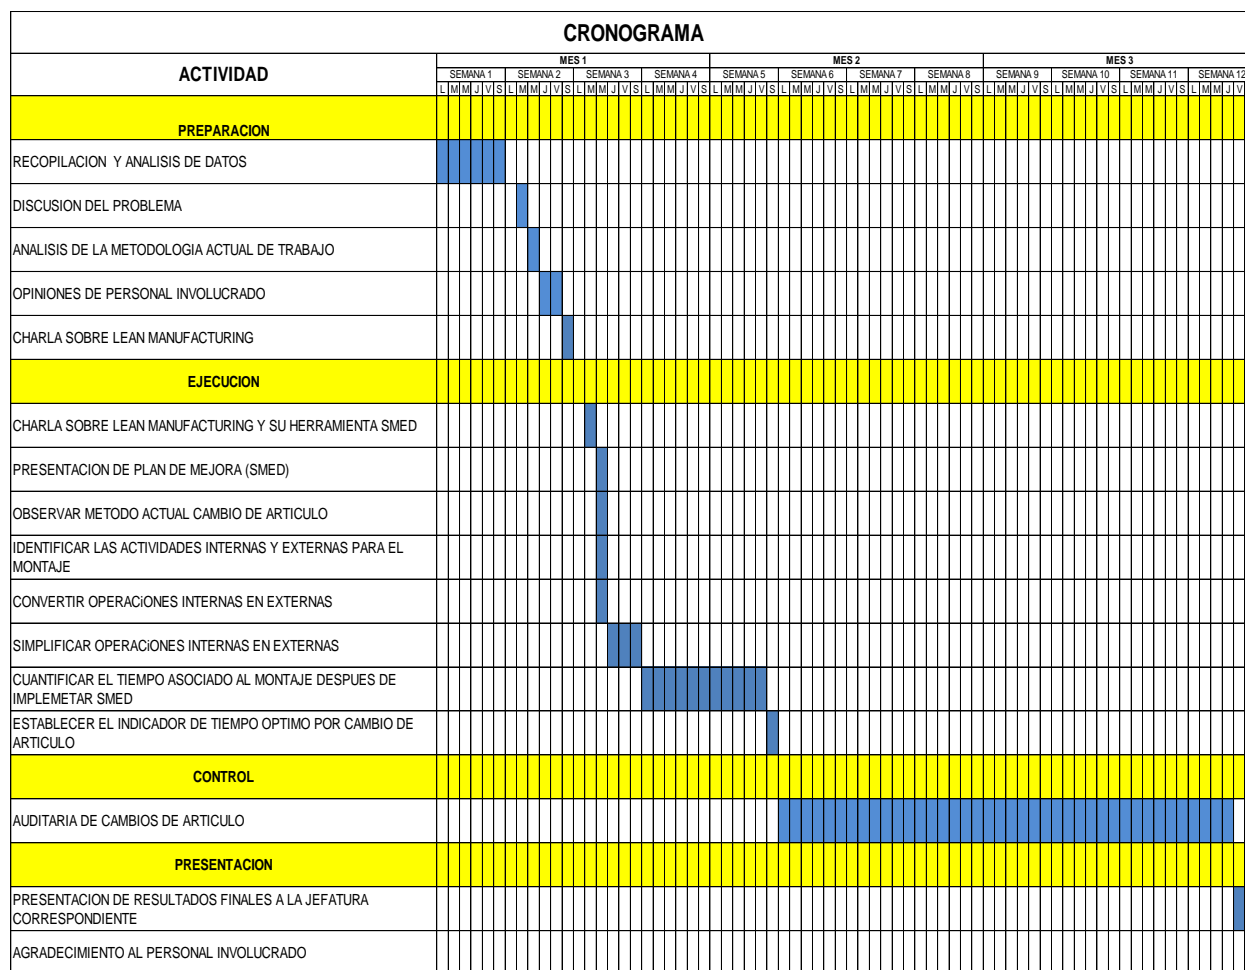 CRONOGRAMA
ACTIVIDAD
MES 1 MES 2 MES 3
SEMANA 1 SEMANA 2 SEMANA 3 SEMANA 4 SEMANA 5 SEMANA 6 SEMANA 7 SEMANA 8 SEMANA 9 SEMANA 10 SEMANA 11 SEMANA 12
L M M J V S L M M J V S L M M J V S L M M J V S L M M J V S L M M J V S L M M J V S L M M J V S L M M J V S L M M J V S L M M J V S L M M J V
PREPARACION
RECOPILACION Y ANALISIS DE DATOS
DISCUSION DEL PROBLEMA
ANALISIS DE LA METODOLOGIA ACTUAL DE TRABAJO
OPINIONES DE PERSONAL INVOLUCRADO
CHARLA SOBRE LEAN MANUFACTURING
EJECUCION
CHARLA SOBRE LEAN MANUFACTURING Y SU HERRAMIENTA SMED
PRESENTACION DE PLAN DE MEJORA (SMED)
OBSERVAR METODO ACTUAL CAMBIO DE ARTICULO
IDENTIFICAR LAS ACTIVIDADES INTERNAS Y EXTERNAS PARA EL
MONTAJE
CONVERTIR OPERACiONES INTERNAS EN EXTERNAS
SIMPLIFICAR OPERACiONES INTERNAS EN EXTERNAS
CUANTIFICAR EL TIEMPO ASOCIADO AL MONTAJE DESPUES DE
IMPLEMETAR SMED
ESTABLECER EL INDICADOR DE TIEMPO OPTIMO POR CAMBIO DE
ARTICULO
CONTROL
AUDITARIA DE CAMBIOS DE ARTICULO
PRESENTACION
PRESENTACION DE RESULTADOS FINALES A LA JEFATURA
CORRESPONDIENTE
AGRADECIMIENTO AL PERSONAL INVOLUCRADO